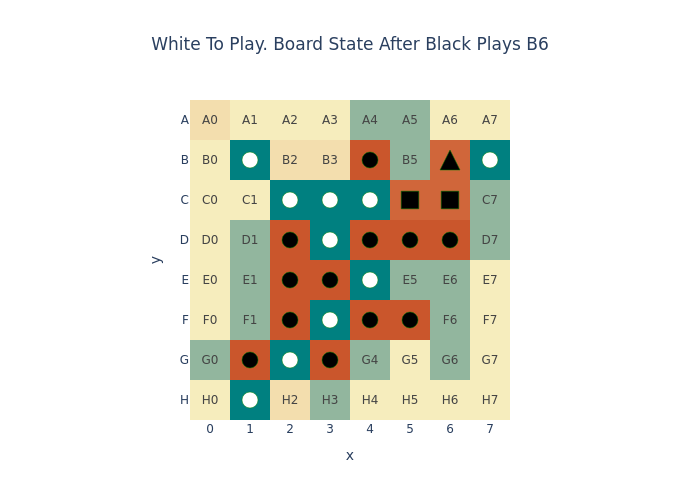 White To Play. Board State After Black Plays B6
A A0 A1 A2 A3 A4 A5 A6 A7
B B0 B2 B3 B5
C C0 C1 C7
D D0 D1 D7
y
E E0 E1 E5 E6 E7
F F0 F1 F6 F7
G G0 G4 G5 G6 G7
H H0 H2 H3 H4 H5 H6 H7
0 1 2 3 4 5 6 7
x